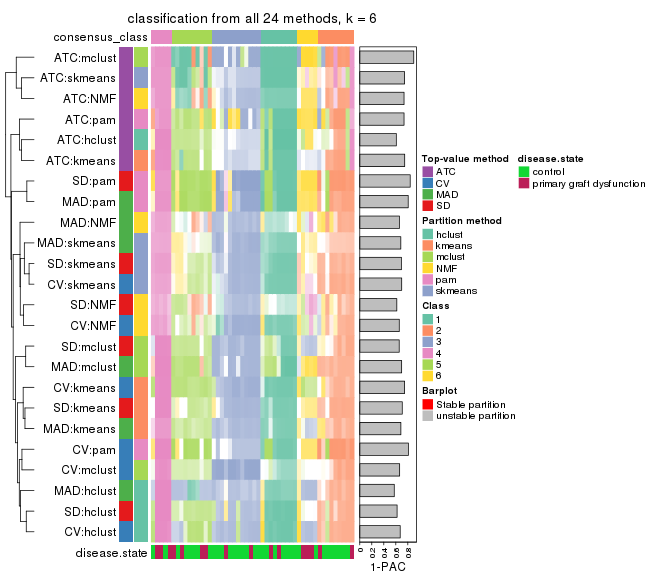 classification from all 24 methods, k = 6
consensus_class
ATC:mclust
ATC:skmeans
ATC:NMF
ATC:pam
ATC:hclust
ATC:kmeans
SD:pam
MAD:pam
MAD:NMF
MAD:skmeans
SD:skmeans
CV:skmeans
SD:NMF
CV:NMF
SD:mclust
MAD:mclust
CV:kmeans
SD:kmeans
MAD:kmeans
CV:pam
CV:mclust
MAD:hclust
SD:hclust
CV:hclust
disease.state
0 0.2 0.4 0.6 0.8
1-PAC
Top-value method
ATC
CV
MAD
SD
Partition method
hclust
kmeans
mclust
NMF
pam
skmeans
Class
1
2
3
4
5
6
Barplot
Stable partition
unstable partition
disease.state
control
primary graft dysfunction